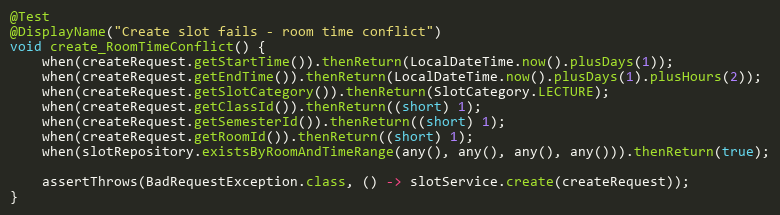 @Test
@DisplayName("Create slot fails - room time conflict")
void create_RoomTimeConflict() {
    when(createRequest.getStartTime()).thenReturn(LocalDateTime.now().plusDays(1));
    when(createRequest.getEndTime()).thenReturn(LocalDateTime.now().plusDays(1).plusHours(2));
    when(createRequest.getSlotCategory()).thenReturn(SlotCategory.LECTURE);
    when(createRequest.getClassId()).thenReturn((short) 1);
    when(createRequest.getSemesterId()).thenReturn((short) 1);
    when(createRequest.getRoomId()).thenReturn((short) 1);
    when(slotRepository.existsByRoomAndTimeRange(any(), any(), any(), any())).thenReturn(true);

    assertThrows(BadRequestException.class, () -> slotService.create(createRequest));
}